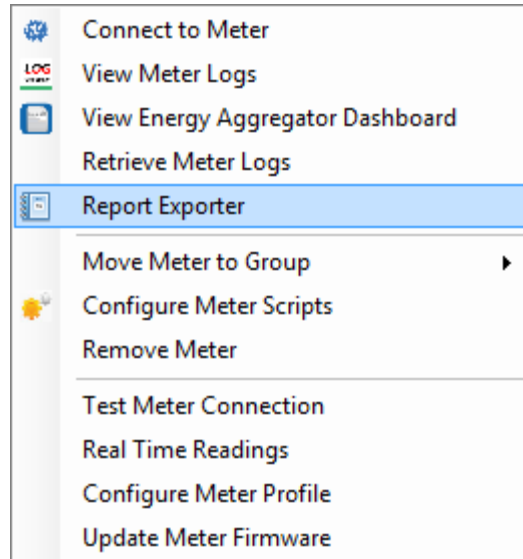 Connect to Meter
LOG
View Meter Logs
View Energy Aggregator Dashboard
Retrieve Meter Logs
Report Exporter
Move Meter to Group
Configure Meter Scripts
Remove Meter
Test Meter Connection
Real Time Readings
Configure Meter Profile
Update Meter Firmware